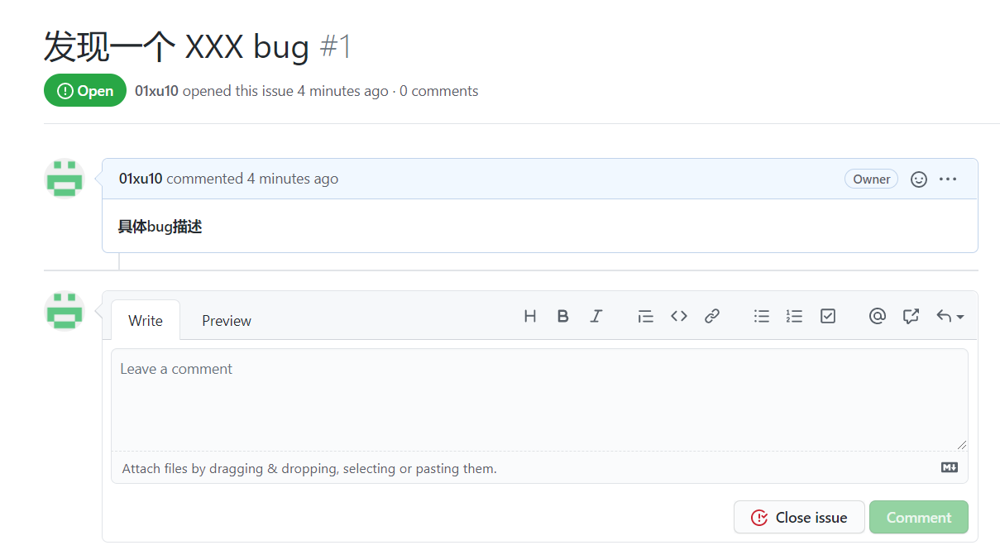 发现一个 XXX bug #1
Open 01xu10 opened this issue 4 minutes ago · 0 comments
01xu10 commented 4 minutes ago Owner
具体bug描述
Write Preview
Leave a comment
Attach files by dragging & dropping, selecting or pasting them.
Close issue Comment